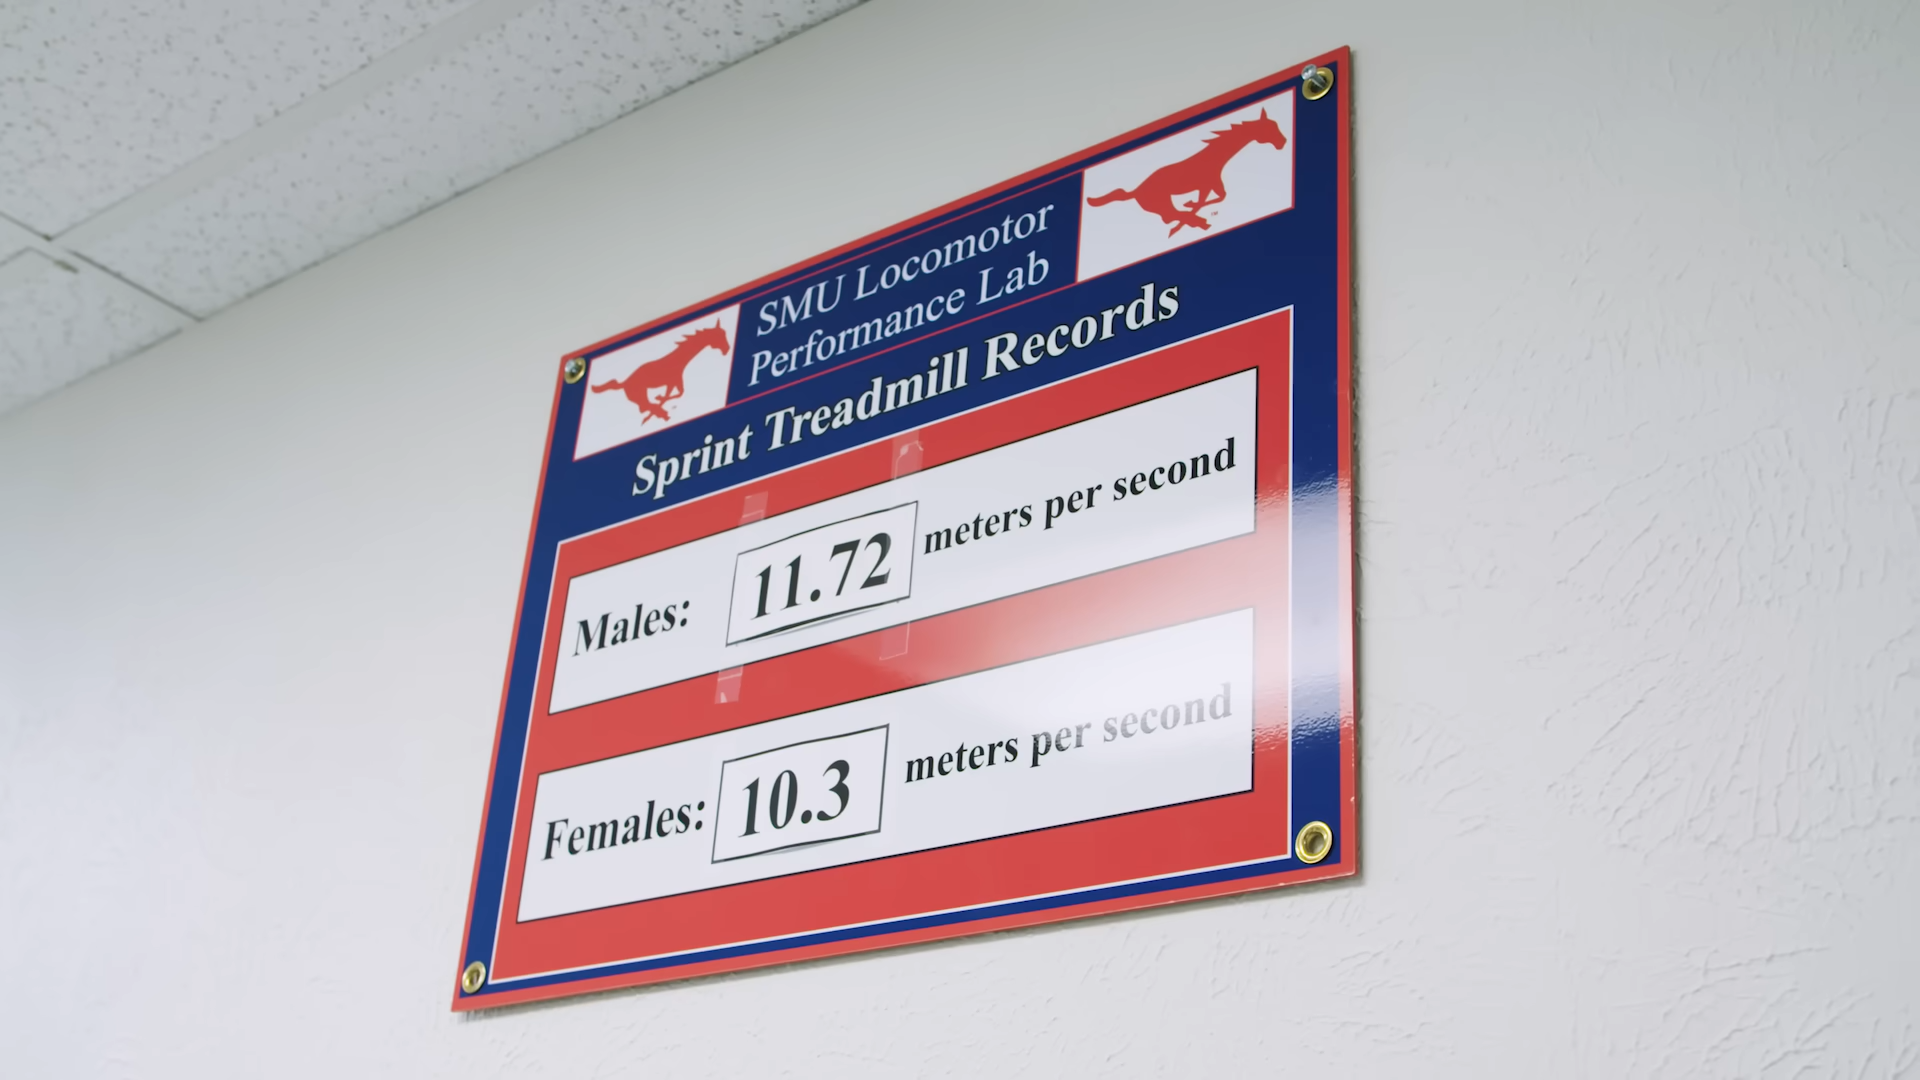 SMU Locomotor
Performance Lab
Sprint Treadmill Records
Males: 11.72 meters per second
Females: 10.3 meters per second